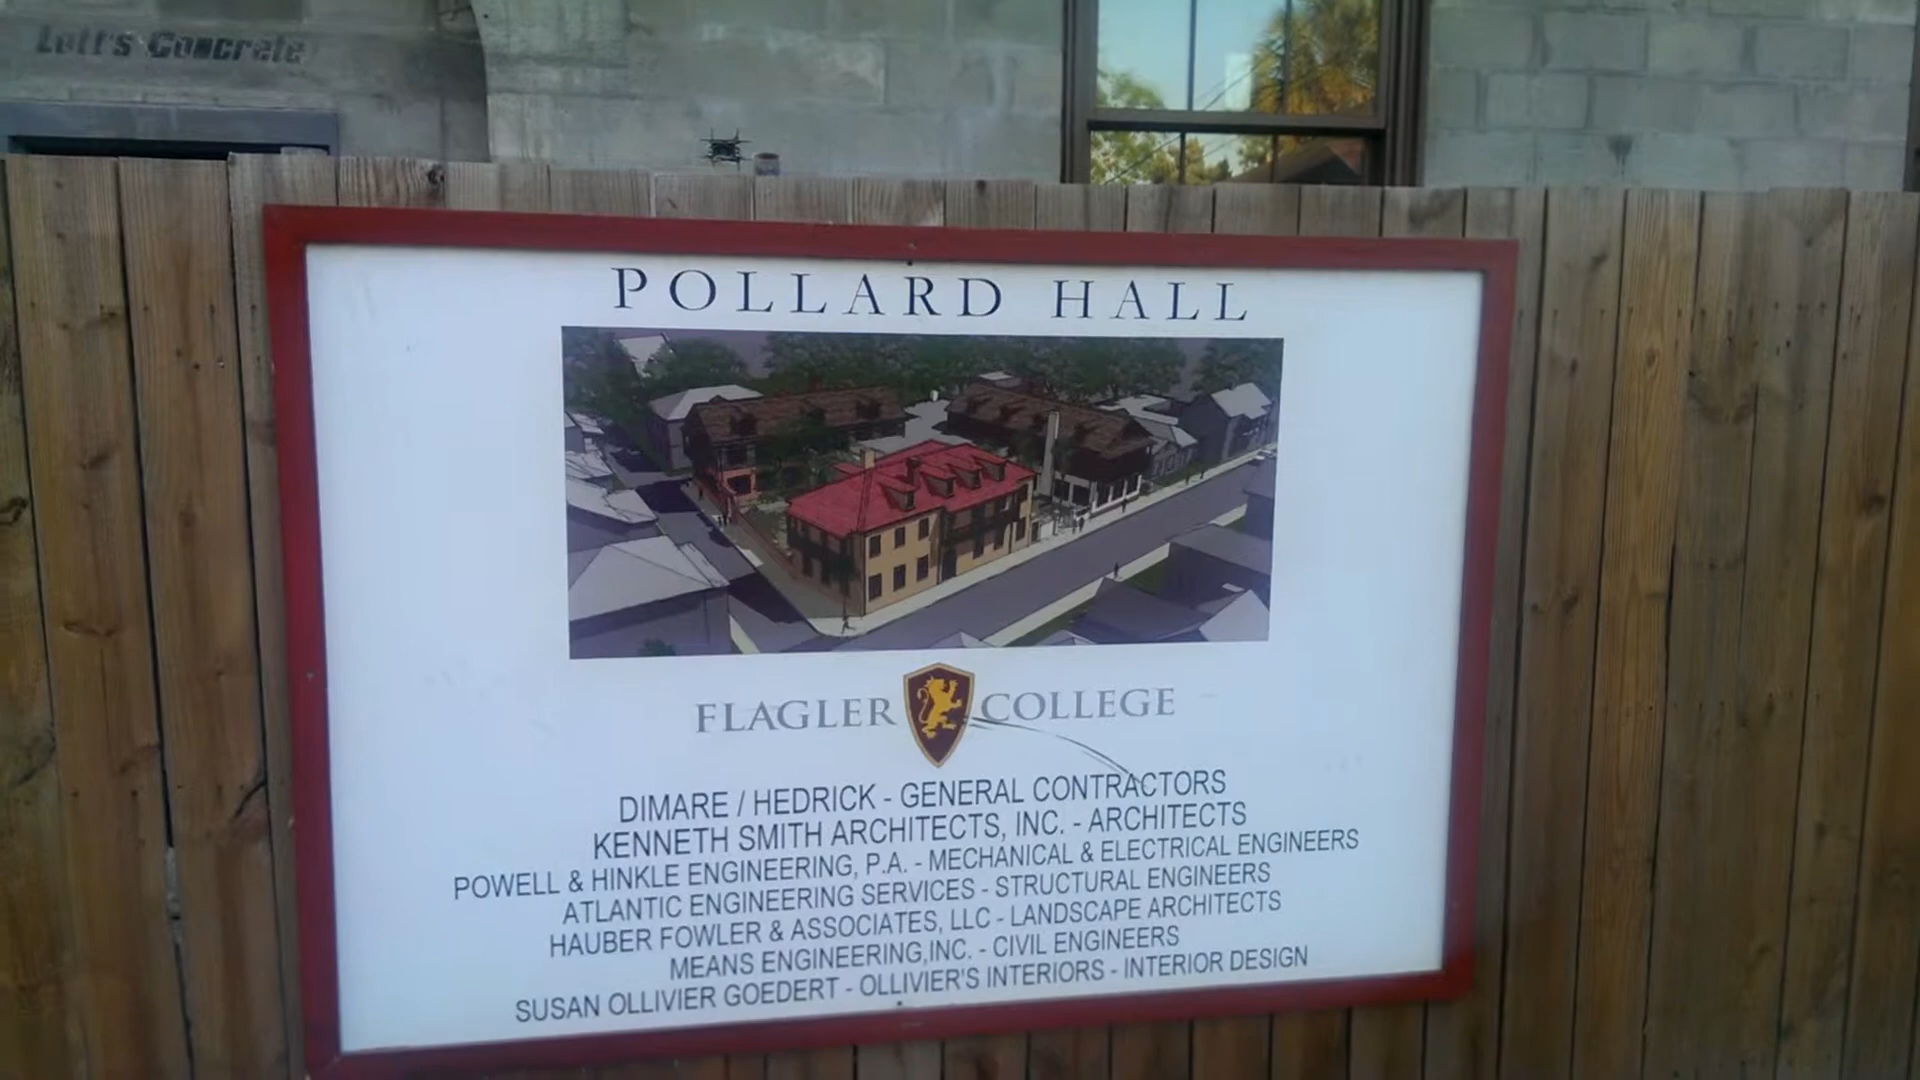 Lott's Concrete
POLLARD HALL
FLAGLER COLLEGE
DIMARE / HEDRICK - GENERAL CONTRACTORS
KENNETH SMITH ARCHITECTS, INC. - ARCHITECTS
POWELL & HINKLE ENGINEERING, P.A. - MECHANICAL & ELECTRICAL ENGINEERS
ATLANTIC ENGINEERING SERVICES - STRUCTURAL ENGINEERS
HAUBER FOWLER & ASSOCIATES, LLC - LANDSCAPE ARCHITECTS
MEANS ENGINEERING,INC. - CIVIL ENGINEERS
SUSAN OLLIVIER GOEDERT - OLLIVIER'S INTERIORS - INTERIOR DESIGN